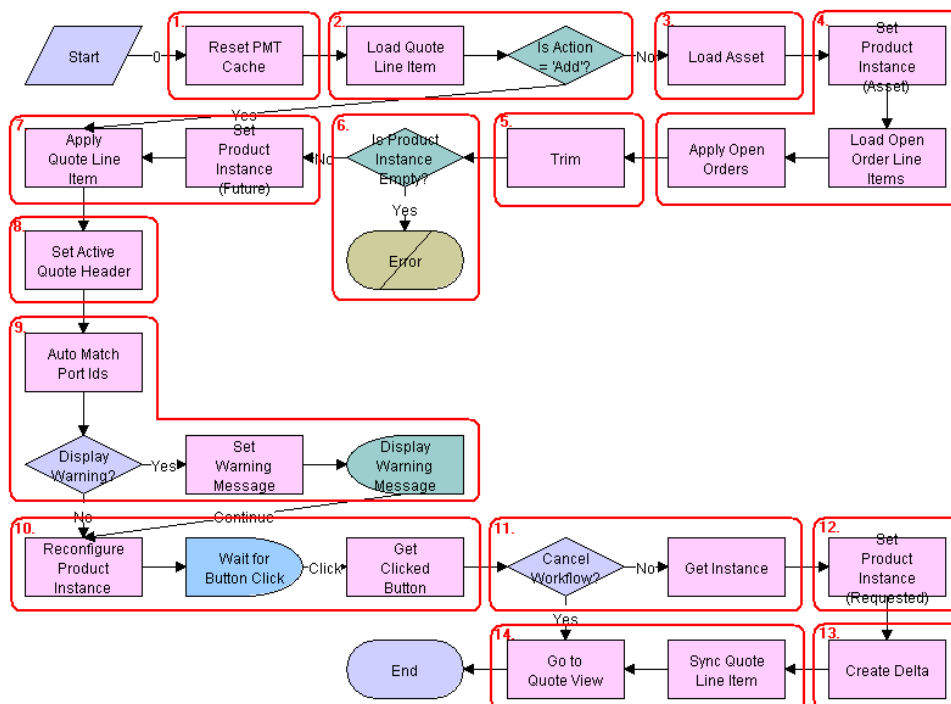 1.
2.
3.
4.
Start
0
Reset PMT
Cache
Load Quote
Line Item
Is Action
= 'Add'?
No
Load Asset
Set
Product
Instance
(Asset)
Yes
7
6.
5.
Apply
Quote Line
Item
Set
Product
Instance
(Future)
No
Is Product
Instance
Empty?
Trim
Apply Open
Orders
Load Open
Order Line
Items
Yes
Error
8
Set Active
Quote Header
9.
Auto Match
Port Ids
Display
Warning?
Yes
Set
Warning
Message
Display
Warning
Message
No
Continue
10.
11.
12.
Reconfigure
Product
Instance
Wait for
Button Click
Click
Get
Clicked
Button
Cancel
Workflow?
No
Get Instance
Set
Product
Instance
(Requested)
Yes
14.
13.
End
Go to
Quote View
Sync Quote
Line Item
Create Delta